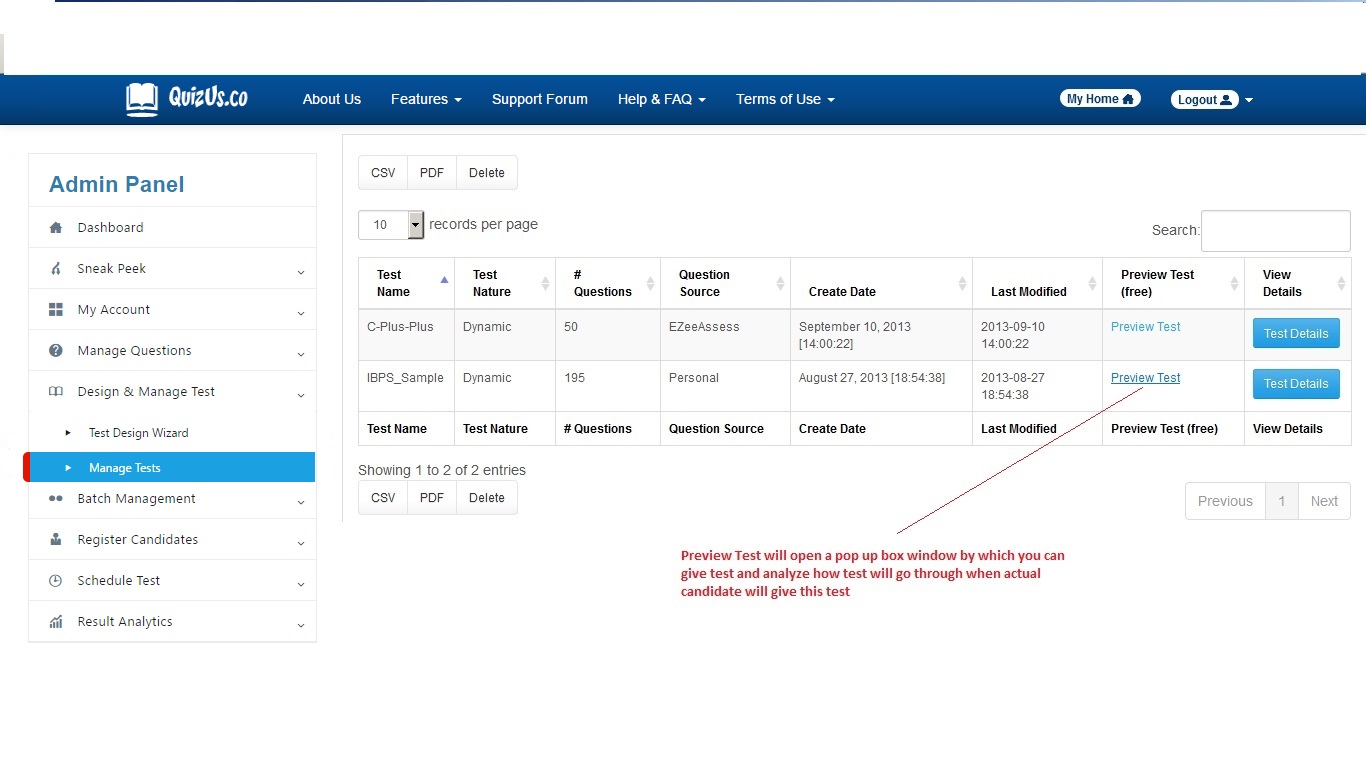 QuizUs.co About Us Features Support Forum Help & FAQ Terms of Use My Home Logout
Admin Panel
Dashboard
Sneak Peek
My Account
Manage Questions
Design & Manage Test
Test Design Wizard
Manage Tests
Batch Management
Register Candidates
Schedule Test
Result Analytics
CSV PDF Delete
10 records per page
Search:
Test Name Test Nature # Questions Question Source Create Date Last Modified Preview Test (free) View Details
C-Plus-Plus Dynamic 50 EZeeAssess September 10, 2013 [14:00:22] 2013-09-10 14:00:22 Preview Test Test Details
IBPS_Sample Dynamic 195 Personal August 27, 2013 [18:54:38] 2013-08-27 18:54:38 Preview Test Test Details
Test Name Test Nature # Questions Question Source Create Date Last Modified Preview Test (free) View Details
Showing 1 to 2 of 2 entries
CSV PDF Delete
Previous 1 Next
Preview Test will open a pop up box window by which you can
give test and analyze how test will go through when actual
candidate will give this test